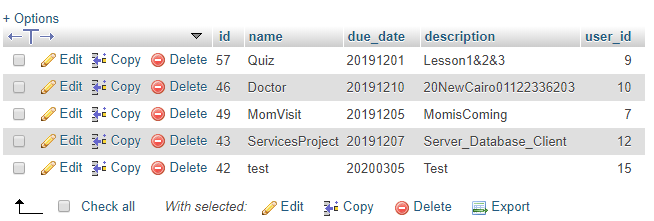 + Options
id name due_date description user_id
Edit Copy Delete 57 Quiz 20191201 Lesson1&2&3 9
Edit Copy Delete 46 Doctor 20191210 20NewCairo01122336203 10
Edit Copy Delete 49 MomVisit 20191205 MomisComing 7
Edit Copy Delete 43 ServicesProject 20191207 Server_Database_Client 12
Edit Copy Delete 42 test 20200305 Test 15
Check all With selected: Edit Copy Delete Export